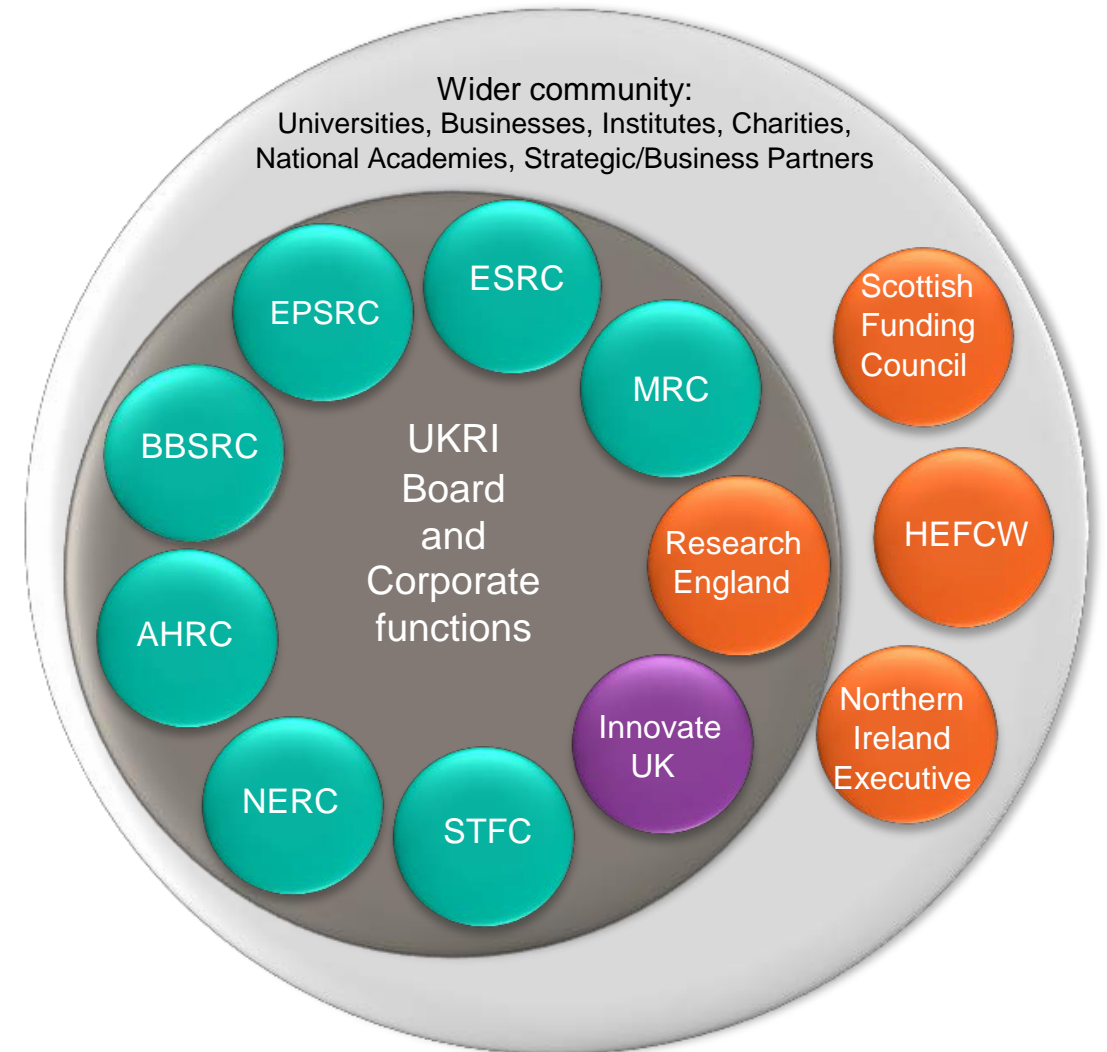 Wider community:
Universities, Businesses, Institutes, Charities,
National Academies, Strategic/Business Partners
ESRC
EPSRC
MRC
BBSRC
AHRC
NERC
STFC
UKRI
Board
and
Corporate
functions
Research
England
Innovate
UK
Scottish
Funding
Council
HEFCW
Northern
Ireland
Executive